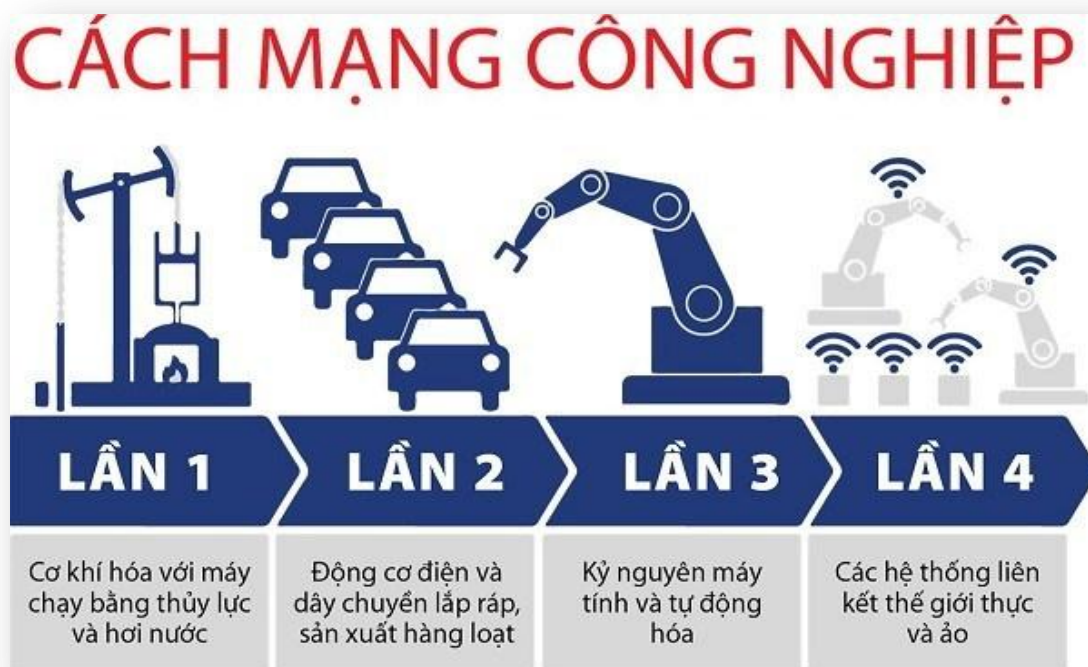 CÁCH MẠNG CÔNG NGHIỆP
LẦN 1
LẦN 2
LẦN 3
LẦN 4
Cơ khí hóa với máy
chạy bằng thủy lực
và hơi nước
Động cơ điện và
dây chuyền lắp ráp,
sản xuất hàng loạt
Kỷ nguyên máy
tính và tự động
hóa
Các hệ thống liên
kết thế giới thực
và ảo